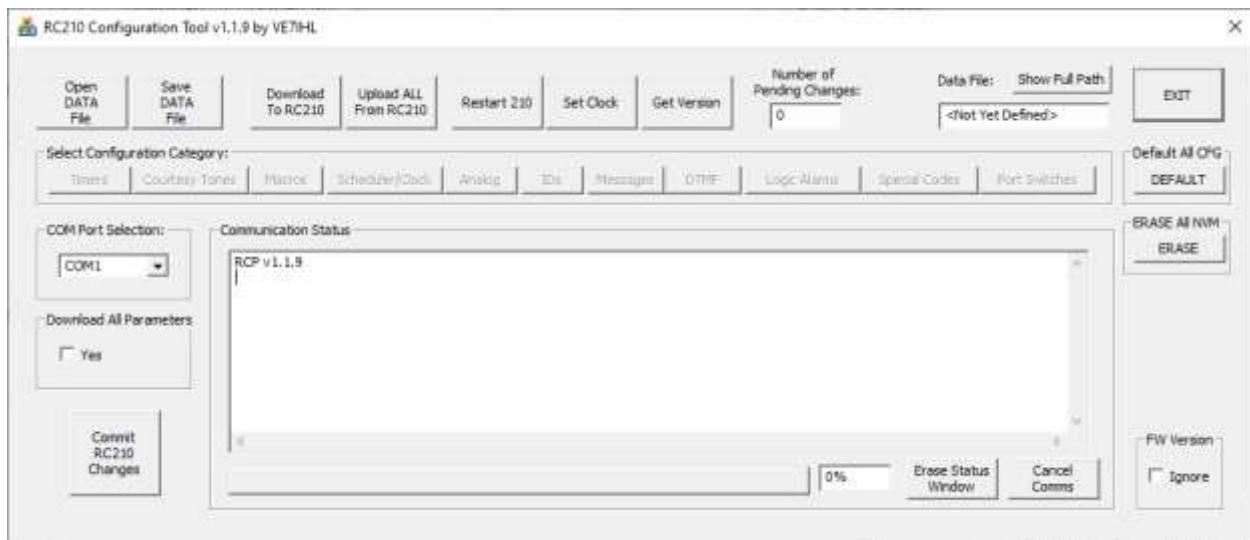 RC210 Configuration Tool v1.1.9 by VE7IHL
Open
DATA
File
Save
DATA
File
Download
To RC210
Upload ALL
From RC210
Restart 210
Set Clock
Get Version
Number of
Pending Changes:
0
Data File:
Show Full Path
<Not Yet Defined>
EXIT
Select Configuration Category:
Timers
Courtesy Tones
Macros
Scheduler/Clock
Analog
IDs
Messages
DTMF
Logic Alarms
Special Codes
Port Switches
Default All CFG
DEFAULT
COM Port Selection:
COM1
Communication Status
RCP v1.1.9
ERASE All NVM
ERASE
Download All Parameters
Yes
Commit
RC210
Changes
0%
Erase Status
Window
Cancel
Comms
FW Version
Ignore